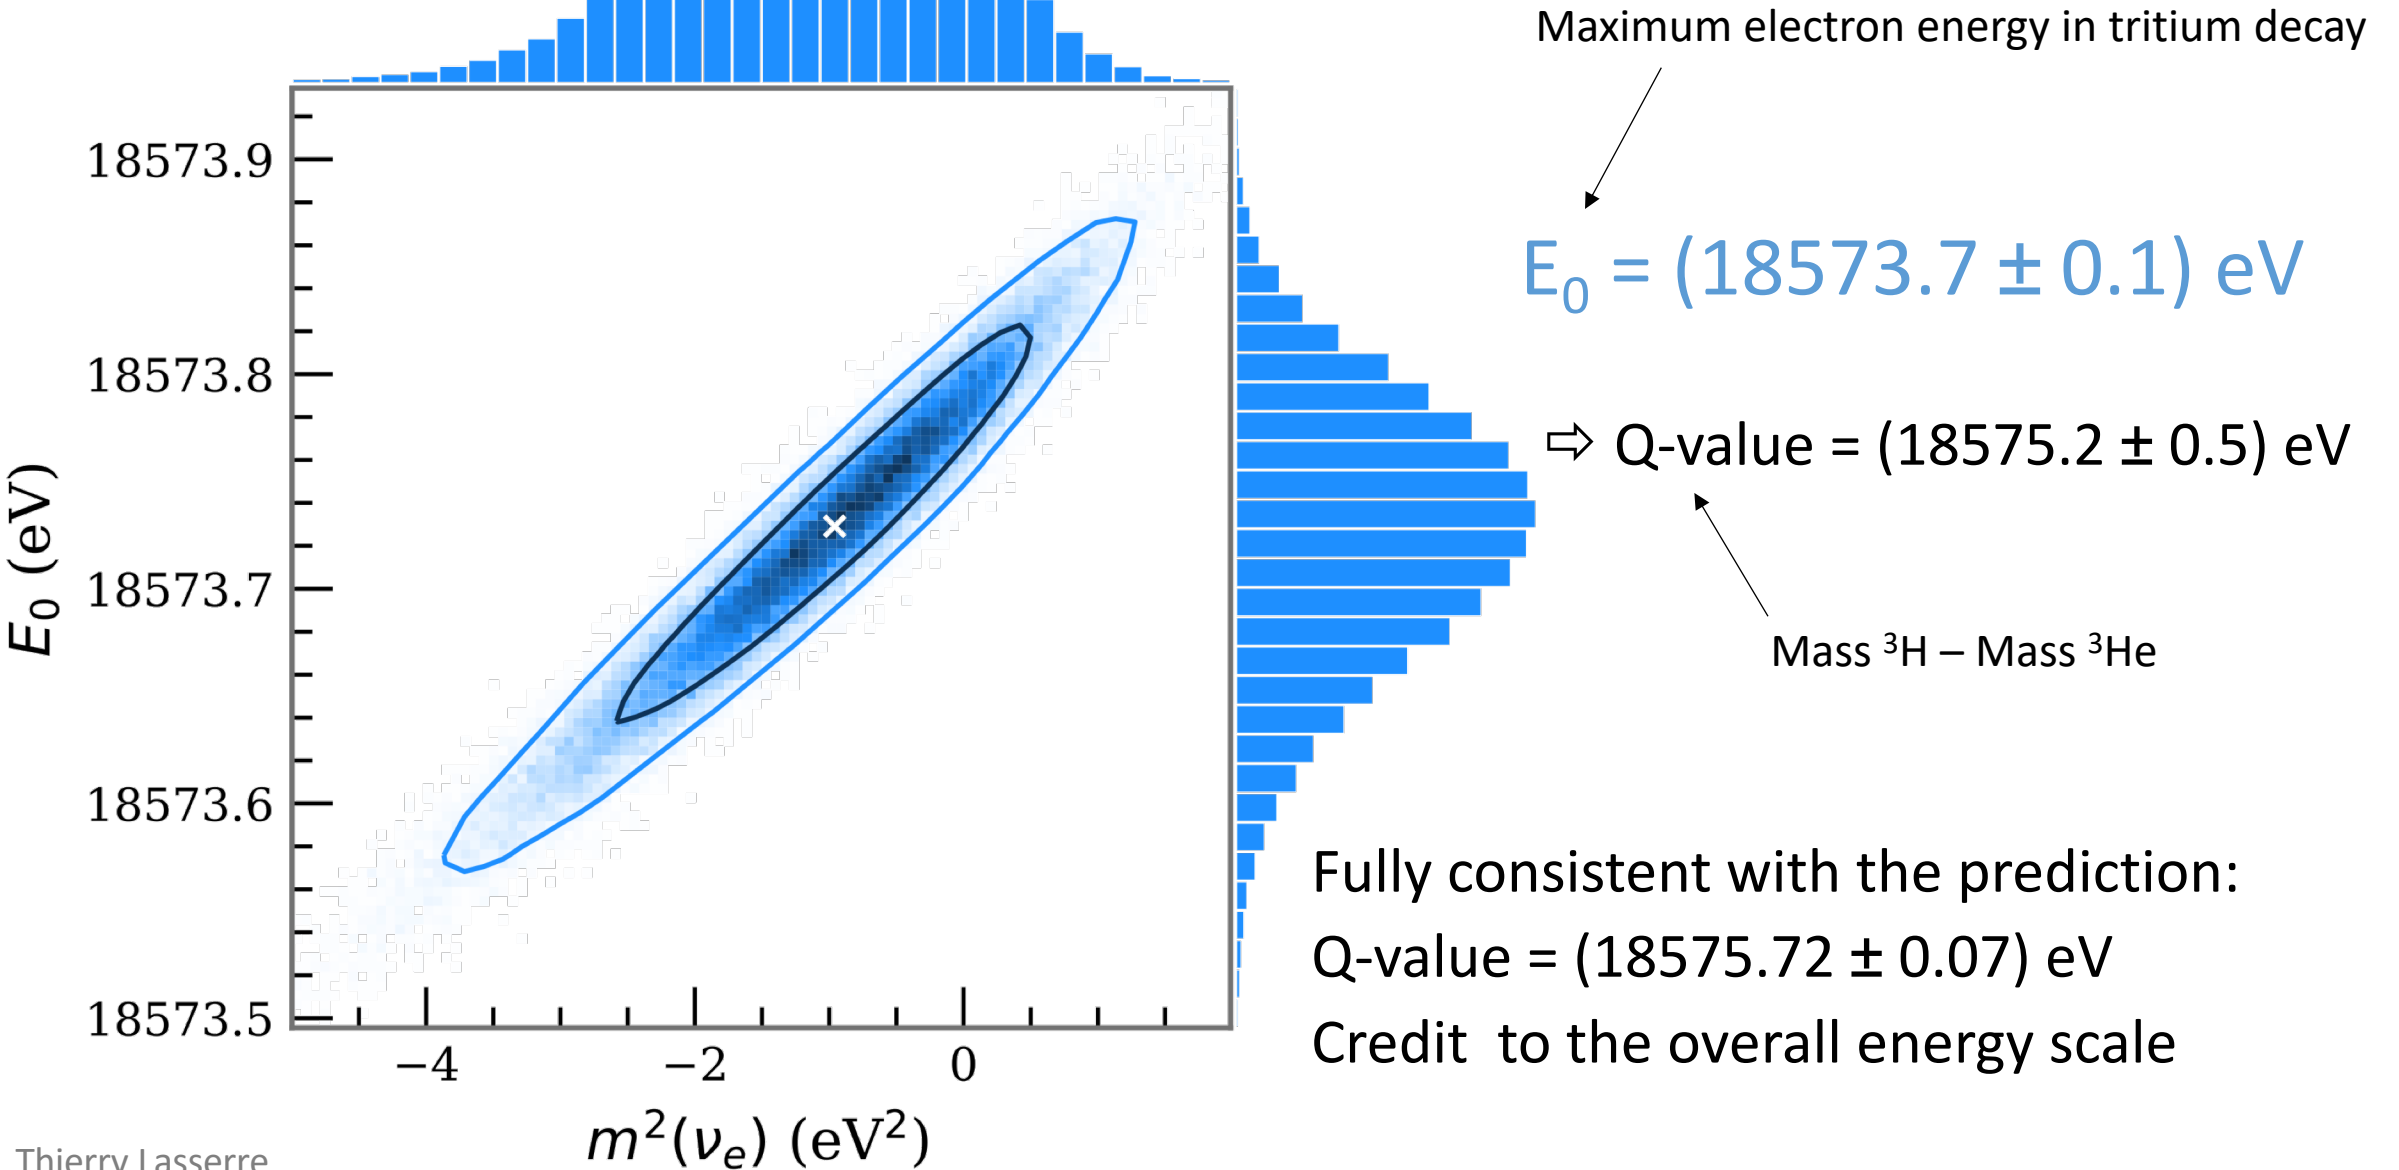 Maximum electron energy in tritium decay
18573.9
18573.8
18573.7
18573.6
18573.5
E₀ (eV)
−4 −2 0
m²(νₑ) (eV²)
E₀ = (18573.7 ± 0.1) eV
⇨ Q-value = (18575.2 ± 0.5) eV
Mass ³H – Mass ³He
Fully consistent with the prediction:
Q-value = (18575.72 ± 0.07) eV
Credit to the overall energy scale
Thierry Lasserre